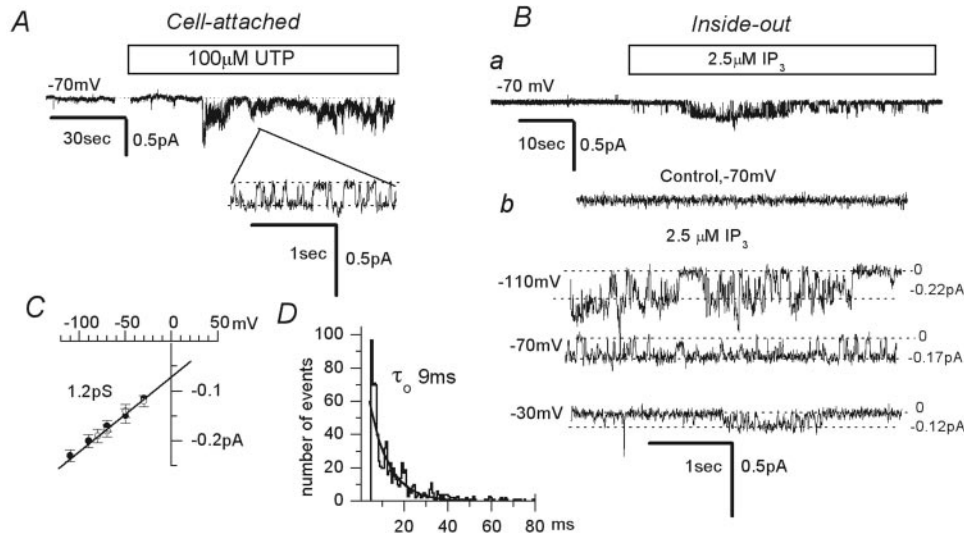 A
Cell-attached
100μM UTP
-70mV
30sec
0.5pA
1sec
0.5pA
B
Inside-out
a
2.5μM IP₃
-70 mV
10sec
0.5pA
Control,-70mV
b
2.5 μM IP₃
-110mV
-0
-0.22pA
-70mV
0
-0.17pA
-30mV
0
-0.12pA
1sec
0.5pA
C
-100 -50 0 50 mV
1.2pS
-0.1
-0.2pA
D
number of events
100
80
60
40
20
0
τₒ 9ms
20 40 60 80 ms